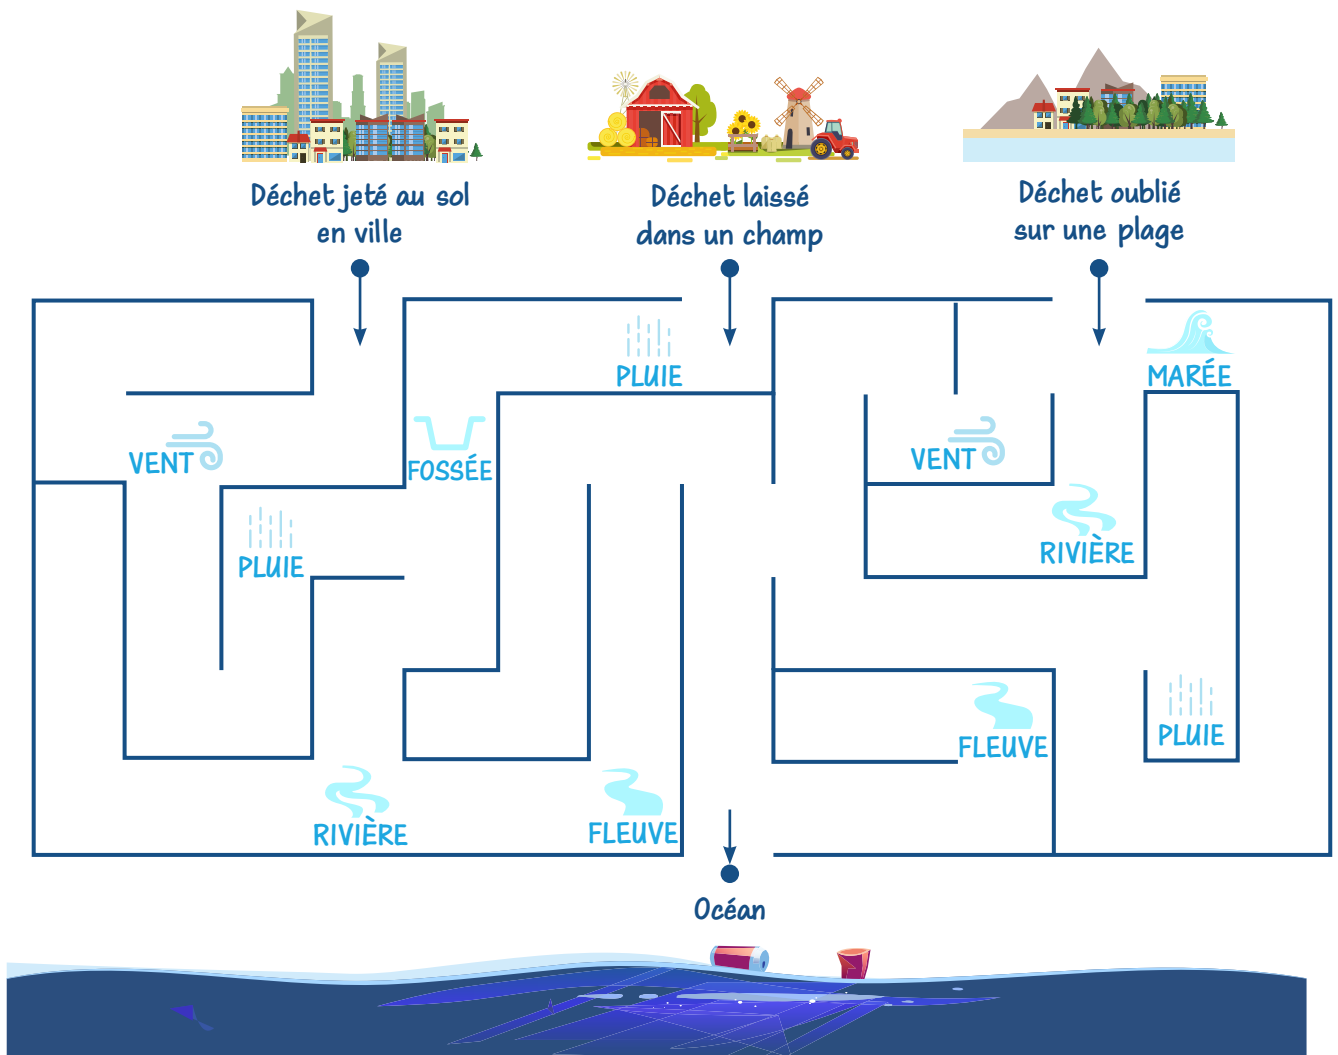 Déchet jeté au sol
en ville
Déchet laissé
dans un champ
Déchet oublié
sur une plage
PLUIE
MARÉE
VENT
FOSSÉE
VENT
PLUIE
RIVIÈRE
FLEUVE
PLUIE
RIVIÈRE
FLEUVE
Océan